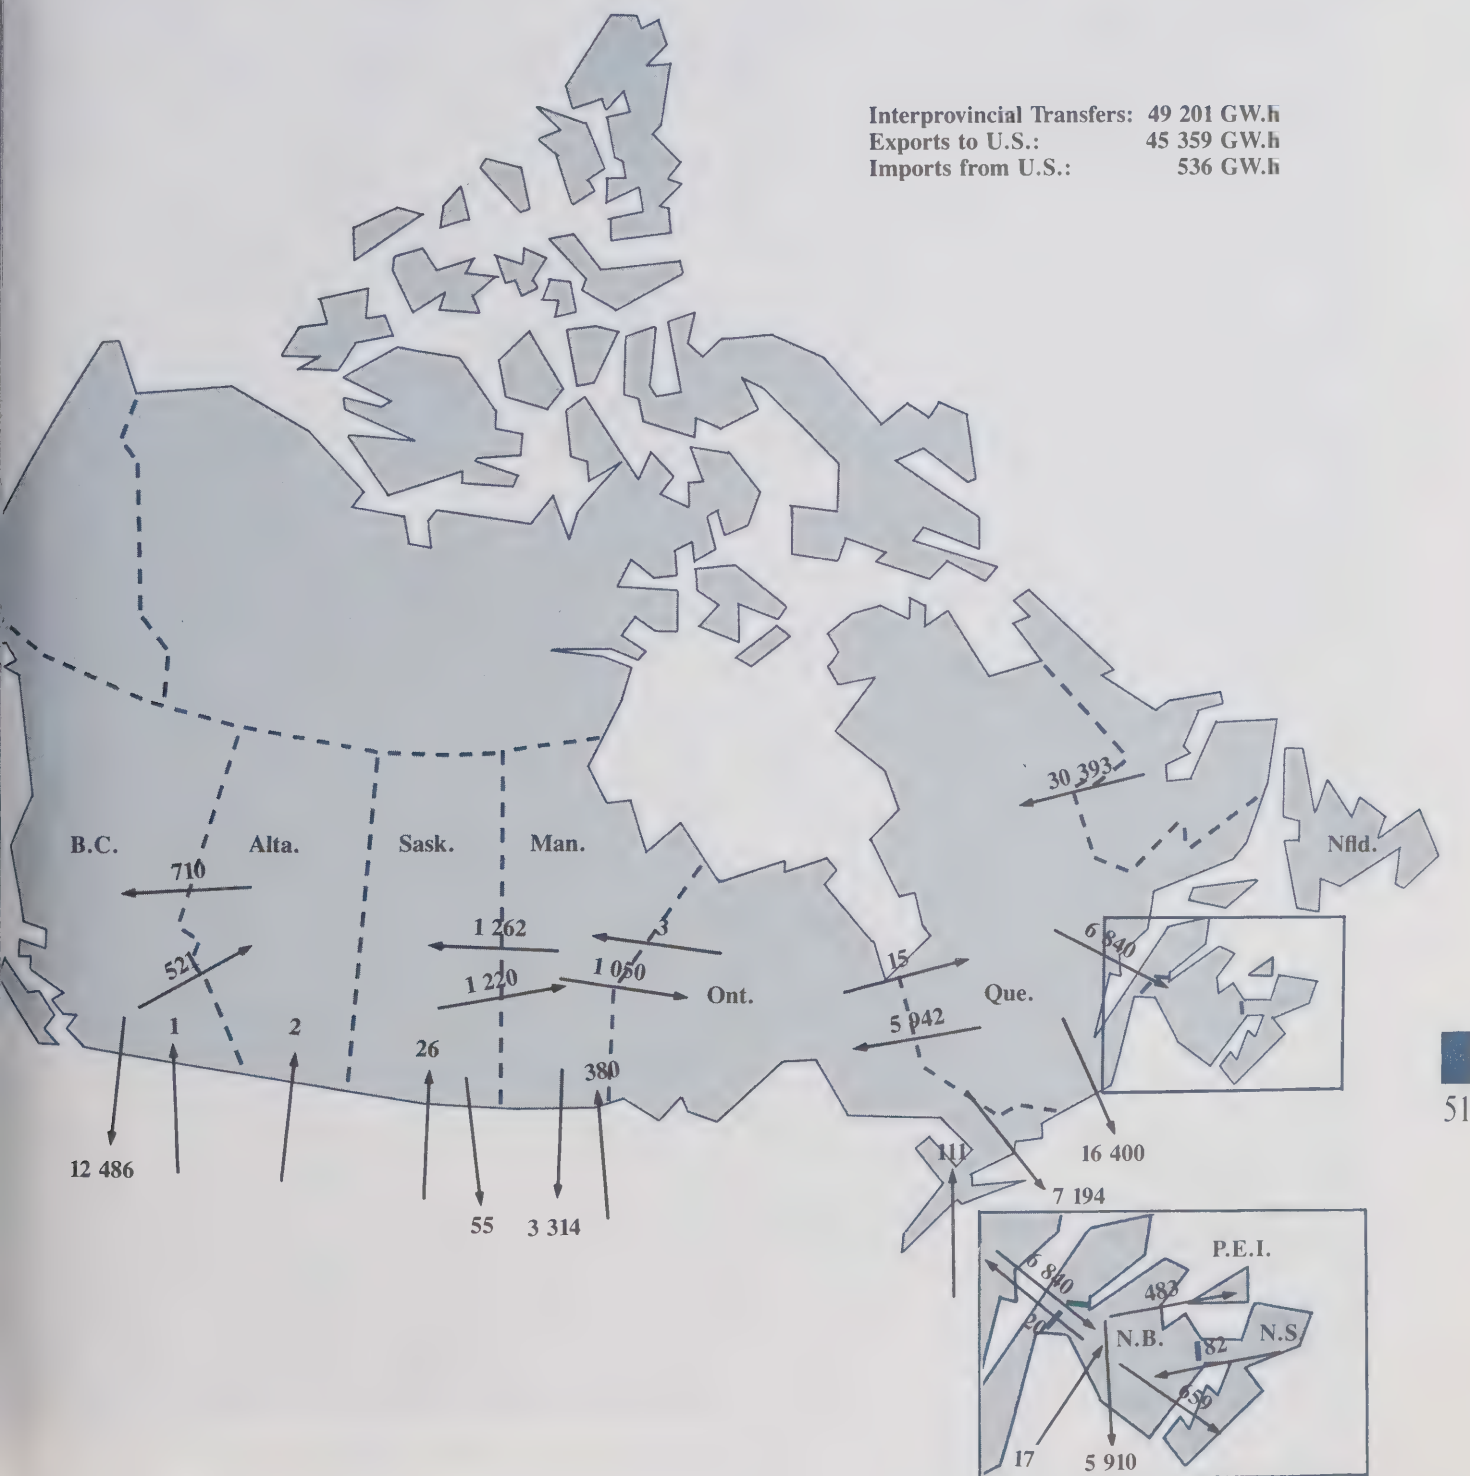 Interprovincial Transfers: 49 201 GW.h
Exports to U.S.: 45 359 GW.h
Imports from U.S.: 536 GW.h
30 393
B.C.
Alta.
Sask.
Man.
Nfld.
710
1 262
3
6 840
521
1 220
1 050
15
Ont.
Que.
5 942
1
2
26
380
51
12 486
111
16 400
7 194
55
3 314
P.E.I.
6 840
483
20
N.B.
N.S.
82
659
17
5 910